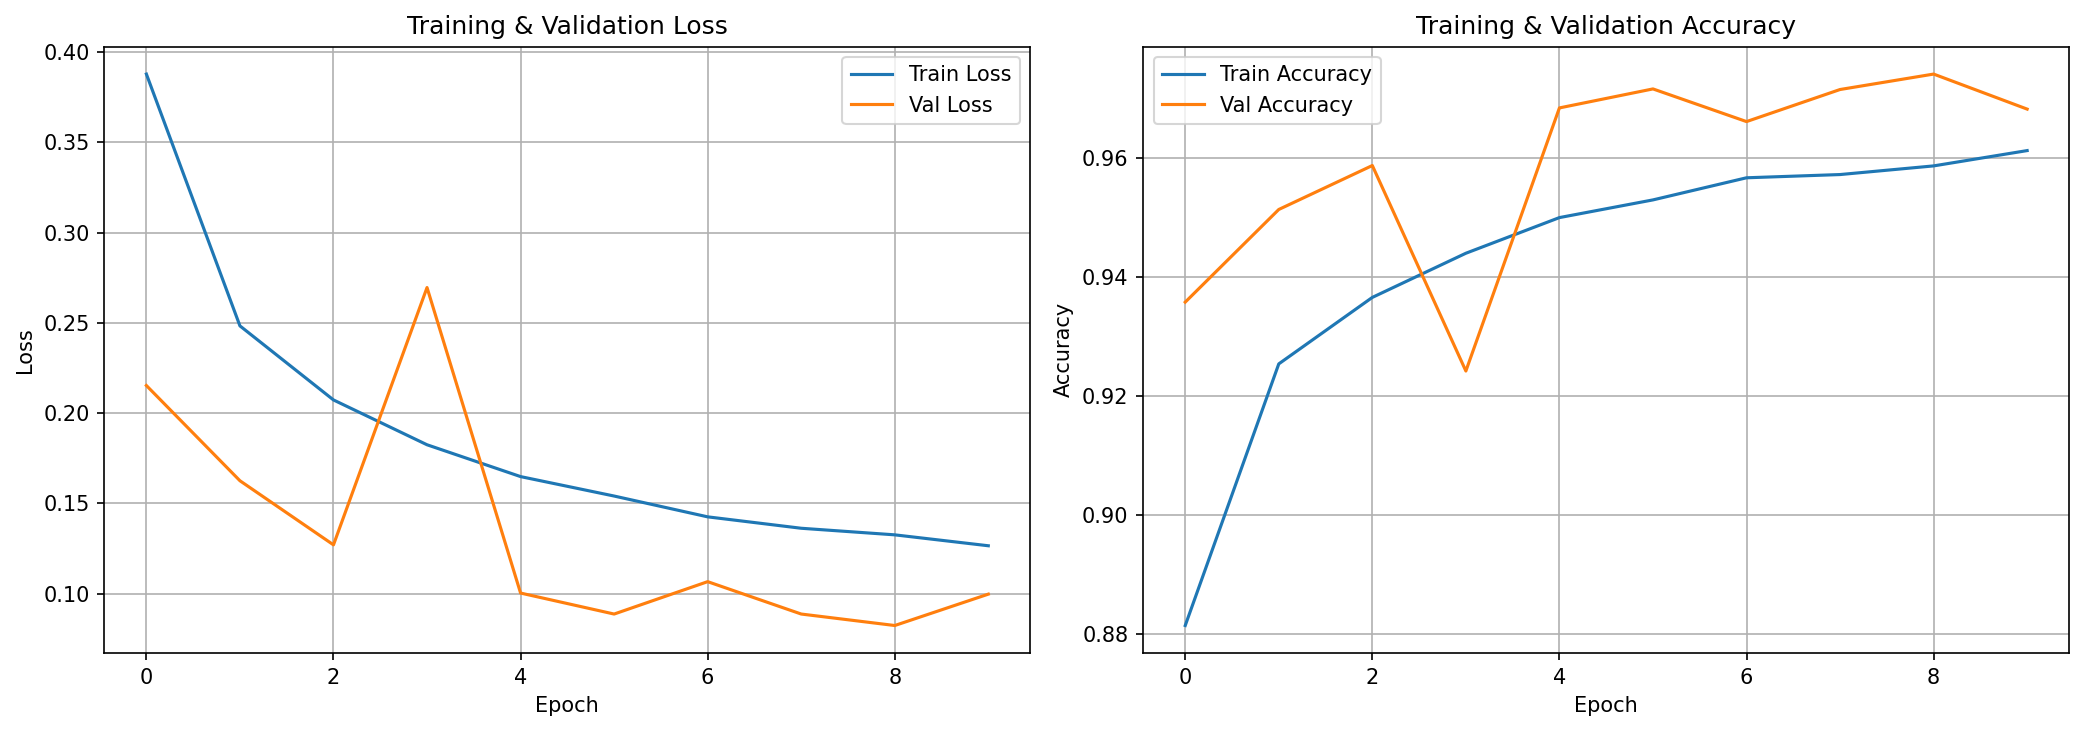 Training & Validation Loss
Train Loss
Val Loss
0.40
0.35
0.30
0.25
0.20
0.15
0.10
Loss
0 2 4 6 8
Epoch
Training & Validation Accuracy
Train Accuracy
Val Accuracy
0.96
0.94
0.92
0.90
0.88
Accuracy
0 2 4 6 8
Epoch